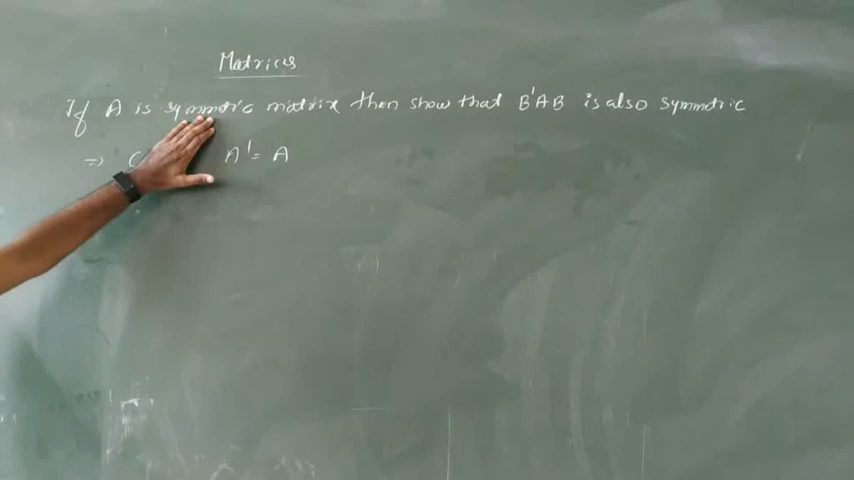 Matrices
If A is symmetric matrix then show that B'AB is also symmetric
⇒ A' = A